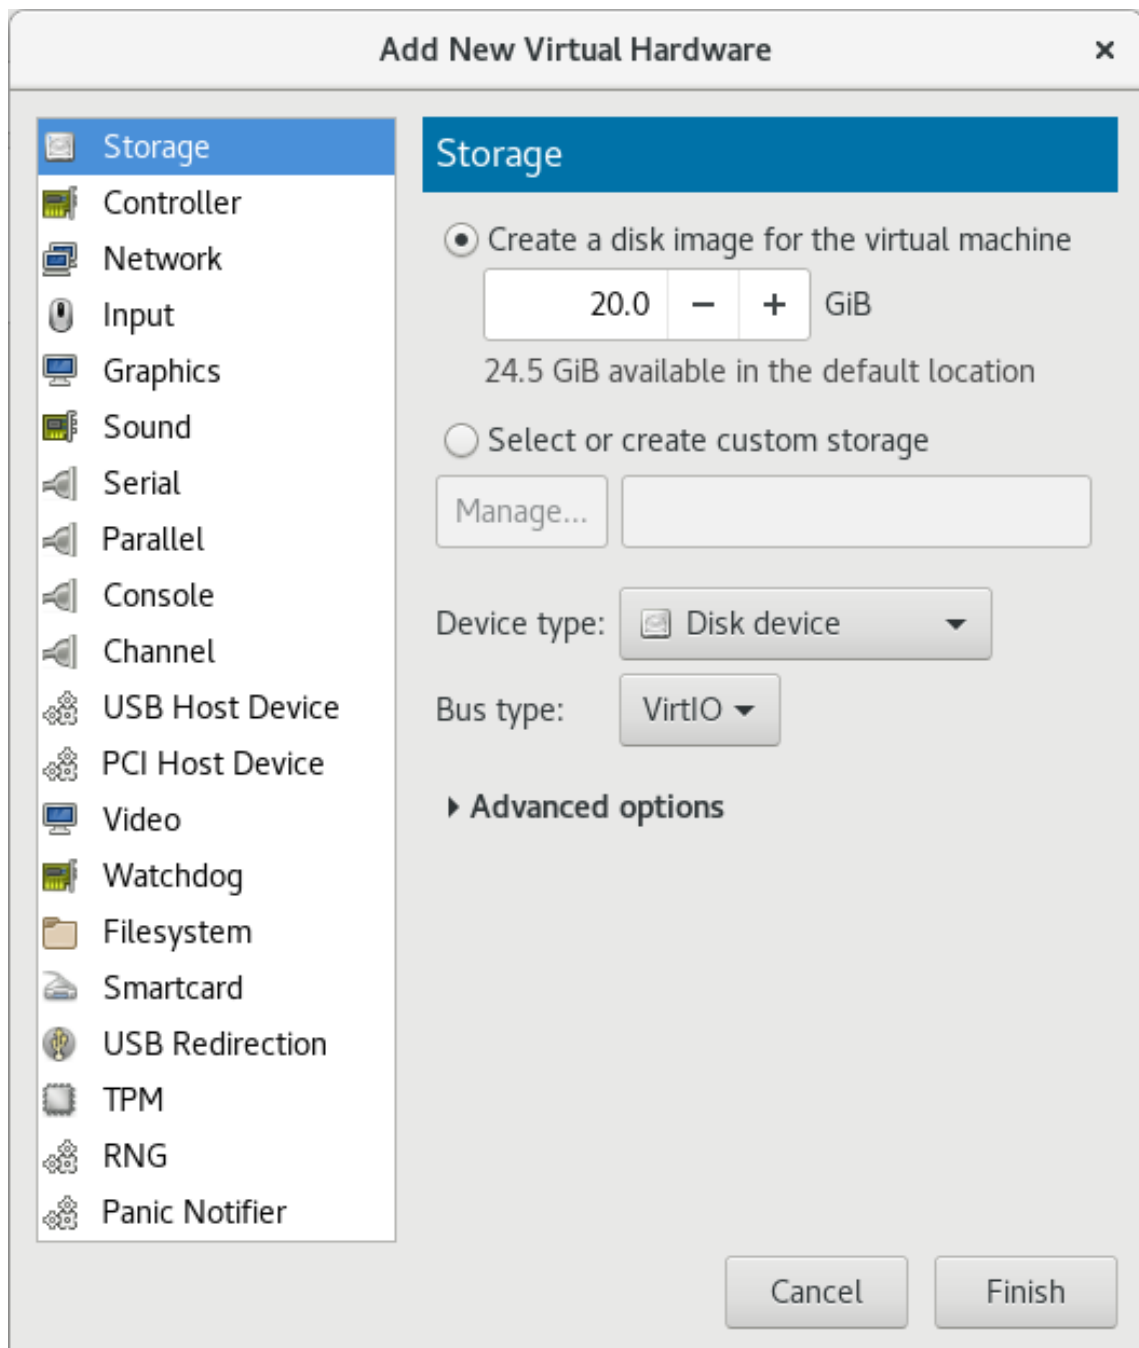 Add New Virtual Hardware
Storage
Controller
Network
Input
Graphics
Sound
Serial
Parallel
Console
Channel
USB Host Device
PCI Host Device
Video
Watchdog
Filesystem
Smartcard
USB Redirection
TPM
RNG
Panic Notifier
Storage
Create a disk image for the virtual machine
20.0 − + GiB
24.5 GiB available in the default location
Select or create custom storage
Manage...
Device type: Disk device
Bus type: VirtIO
Advanced options
Cancel Finish